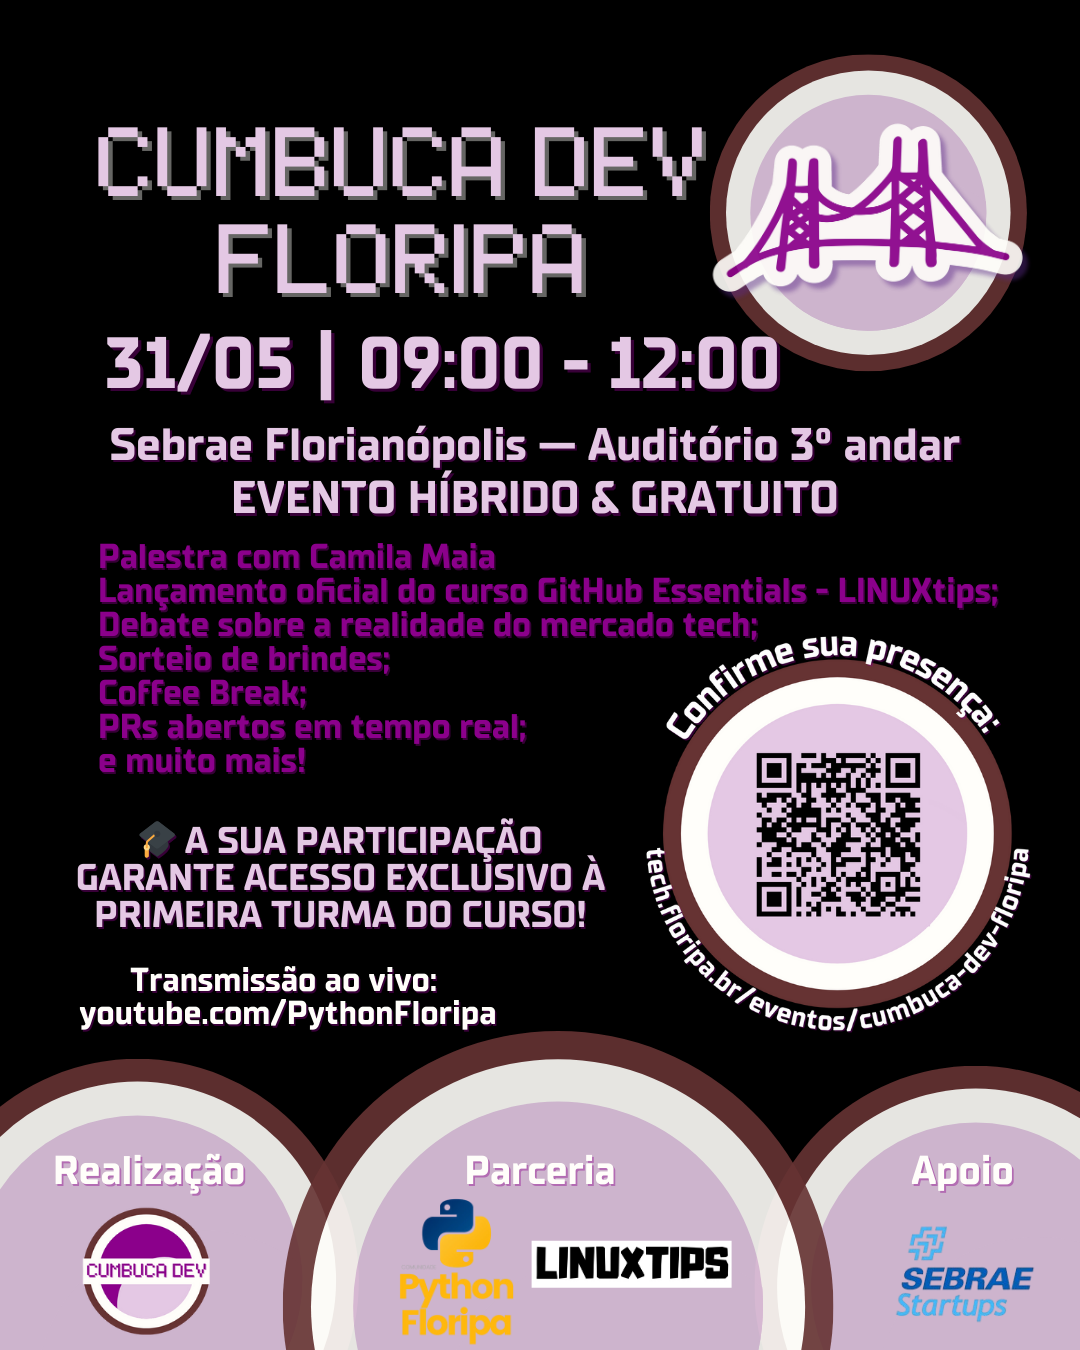 CUMBUCA DEV
FLORIPA
31/05 | 09:00 - 12:00
Sebrae Florianópolis — Auditório 3º andar
EVENTO HÍBRIDO & GRATUITO
Palestra com Camila Maia
Lançamento oficial do curso GitHub Essentials - LINUXtips;
Debate sobre a realidade do mercado tech;
Sorteio de brindes;
Coffee Break;
PRs abertos em tempo real;
e muito mais!
Confirme sua presença:
tech.floripa.br/eventos/cumbuca-dev-floripa
🎓 A SUA PARTICIPAÇÃO
GARANTE ACESSO EXCLUSIVO À
PRIMEIRA TURMA DO CURSO!
Transmissão ao vivo:
youtube.com/PythonFloripa
Realização
CUMBUCA DEV
Parceria
Python
Floripa
LINUXTIPS
Apoio
SEBRAE
Startups